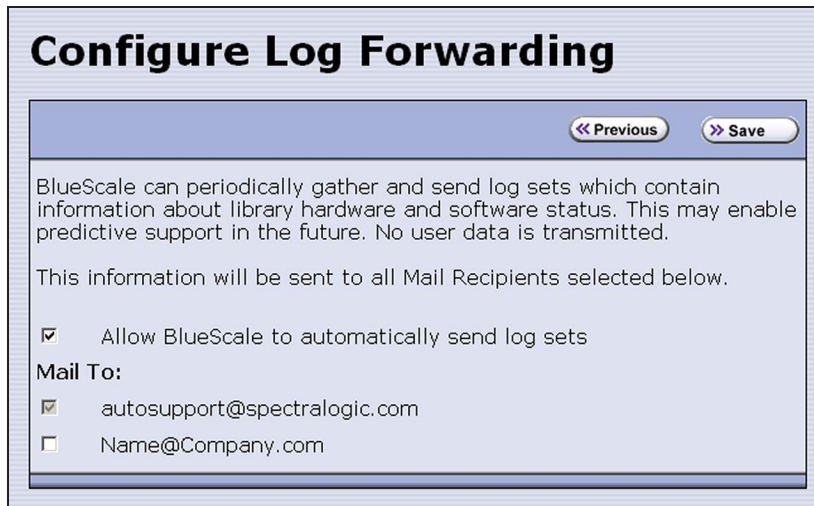 Configure Log Forwarding
Previous
Save
BlueScale can periodically gather and send log sets which contain
information about library hardware and software status. This may enable
predictive support in the future. No user data is transmitted.
This information will be sent to all Mail Recipients selected below.
Allow BlueScale to automatically send log sets
Mail To:
autosupport@spectralogic.com
Name@Company.com